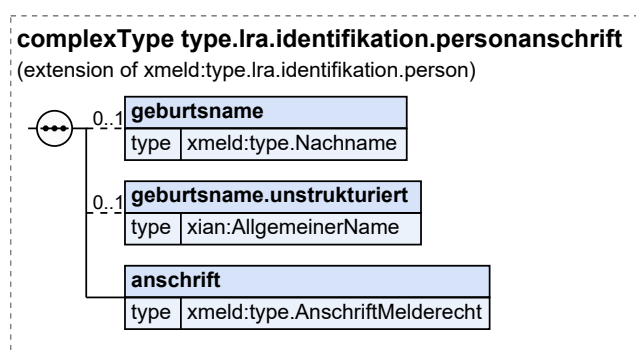 complexType type.lra.identifikation.personanschrift
(extension of xmeld:type.lra.identifikation.person)
0..1 geburtsname
type xmeld:type.Nachname
0..1 geburtsname.unstrukturiert
type xian:AllgemeinerName
anschrift
type xmeld:type.AnschriftMelderecht